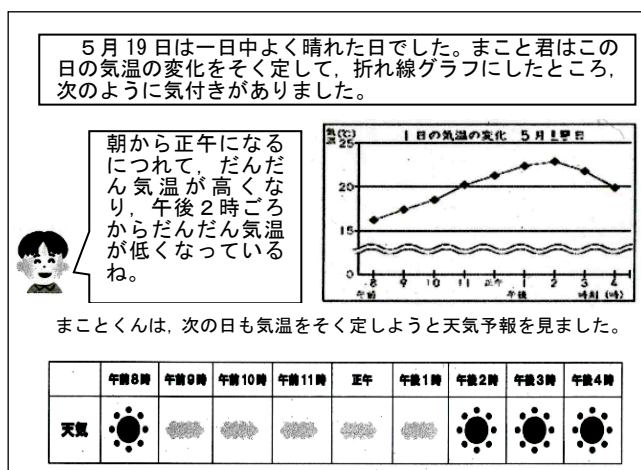 ５月19日は一日中よく晴れた日でした。まこと君はこの
日の気温の変化をそく定して，折れ線グラフにしたところ，
次のように気付きがありました。
朝から正午になる
につれて，だんだ
ん気温が高くな
り，午後２時ごろ
からだんだん気温
が低くなっている
ね。
気温(℃) １日の気温の変化 ５月日
25
20
15
0
8 9 10 11 正午 1 2 3 4
午前 午後 時刻(時)
まことくんは，次の日も気温をそく定しようと天気予報を見ました。
午前8時 午前9時 午前10時 午前11時 正午 午後1時 午後2時 午後3時 午後4時
天気